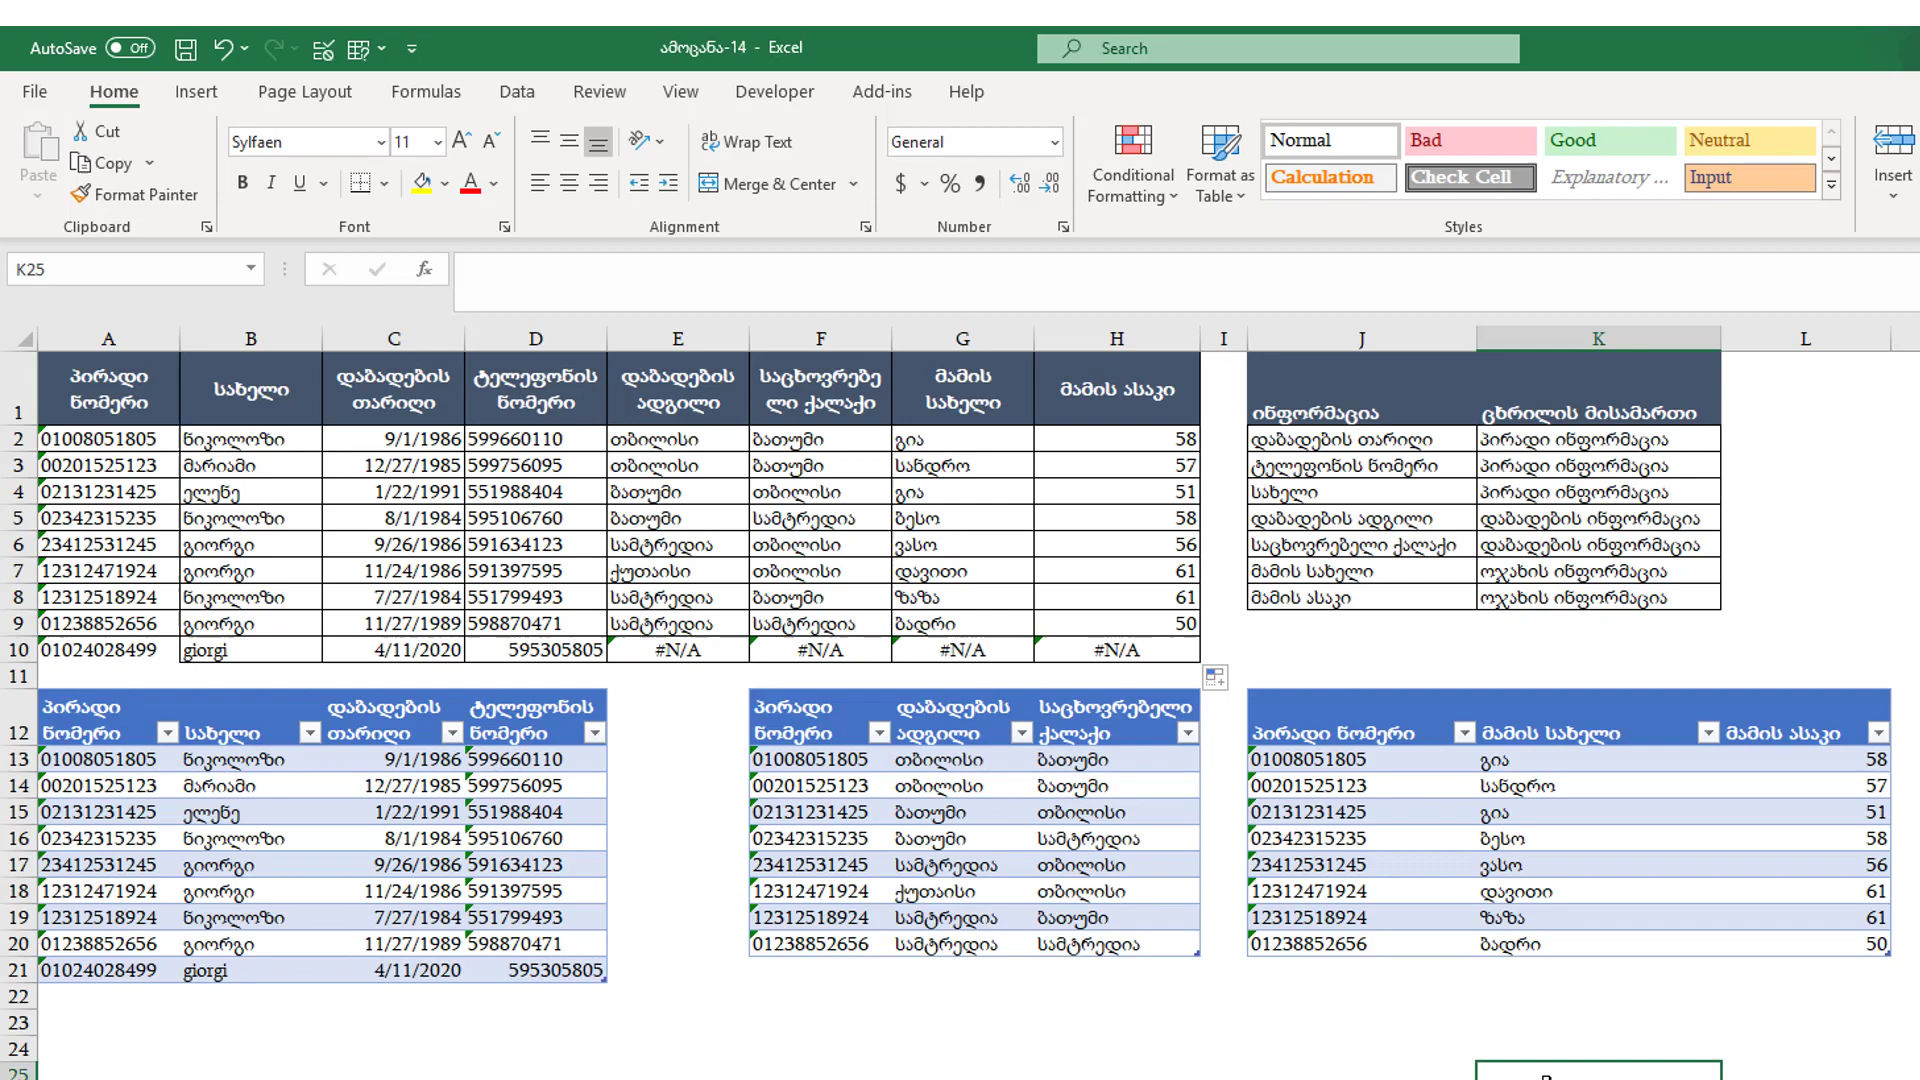 AutoSave Off ამოცანა-14 - Excel Search
File Home Insert Page Layout Formulas Data Review View Developer Add-ins Help
Paste Cut Copy Format Painter Clipboard
Sylfaen 11 B I U Font
Wrap Text Merge & Center Alignment
General $ % Number
Conditional Formatting Format as Table
Normal Bad Good Neutral
Calculation Check Cell Explanatory ... Input
Styles
Insert
K25 fx
A B C D E F G H I J K L
1 პირადი ნომერი სახელი დაბადების თარიღი ტელეფონის ნომერი დაბადების ადგილი საცხოვრებელი ქალაქი მამის სახელი მამის ასაკი ინფორმაცია ცხრილის მისამართი
2 01008051805 ნიკოლოზი 9/1/1986 599660110 თბილისი ბათუმი გია 58 დაბადების თარიღი პირადი ინფორმაცია
3 00201525123 მარიამი 12/27/1985 599756095 თბილისი ბათუმი სანდრო 57 ტელეფონის ნომერი პირადი ინფორმაცია
4 02131231425 ელენე 1/22/1991 551988404 ბათუმი თბილისი გია 51 სახელი პირადი ინფორმაცია
5 02342315235 ნიკოლოზი 8/1/1984 595106760 ბათუმი სამტრედია ბესო 58 დაბადების ადგილი დაბადების ინფორმაცია
6 23412531245 გიორგი 9/26/1986 591634123 სამტრედია თბილისი ვასო 56 საცხოვრებელი ქალაქი დაბადების ინფორმაცია
7 12312471924 გიორგი 11/24/1986 591397595 ქუთაისი თბილისი დავითი 61 მამის სახელი ოჯახის ინფორმაცია
8 12312518924 ნიკოლოზი 7/27/1984 551799493 სამტრედია ბათუმი ზაზა 61 მამის ასაკი ოჯახის ინფორმაცია
9 01238852656 გიორგი 11/27/1989 598870471 სამტრედია სამტრედია ბადრი 50
10 01024028499 giorgi 4/11/2020 595305805 #N/A #N/A #N/A #N/A
11
12 პირადი ნომერი სახელი დაბადების თარიღი ტელეფონის ნომერი პირადი ნომერი დაბადების ადგილი საცხოვრებელი ქალაქი პირადი ნომერი მამის სახელი მამის ასაკი
13 01008051805 ნიკოლოზი 9/1/1986 599660110 01008051805 თბილისი ბათუმი 01008051805 გია 58
14 00201525123 მარიამი 12/27/1985 599756095 00201525123 თბილისი ბათუმი 00201525123 სანდრო 57
15 02131231425 ელენე 1/22/1991 551988404 02131231425 ბათუმი თბილისი 02131231425 გია 51
16 02342315235 ნიკოლოზი 8/1/1984 595106760 02342315235 ბათუმი სამტრედია 02342315235 ბესო 58
17 23412531245 გიორგი 9/26/1986 591634123 23412531245 სამტრედია თბილისი 23412531245 ვასო 56
18 12312471924 გიორგი 11/24/1986 591397595 12312471924 ქუთაისი თბილისი 12312471924 დავითი 61
19 12312518924 ნიკოლოზი 7/27/1984 551799493 12312518924 სამტრედია ბათუმი 12312518924 ზაზა 61
20 01238852656 გიორგი 11/27/1989 598870471 01238852656 სამტრედია სამტრედია 01238852656 ბადრი 50
21 01024028499 giorgi 4/11/2020 595305805
22
23
24
25